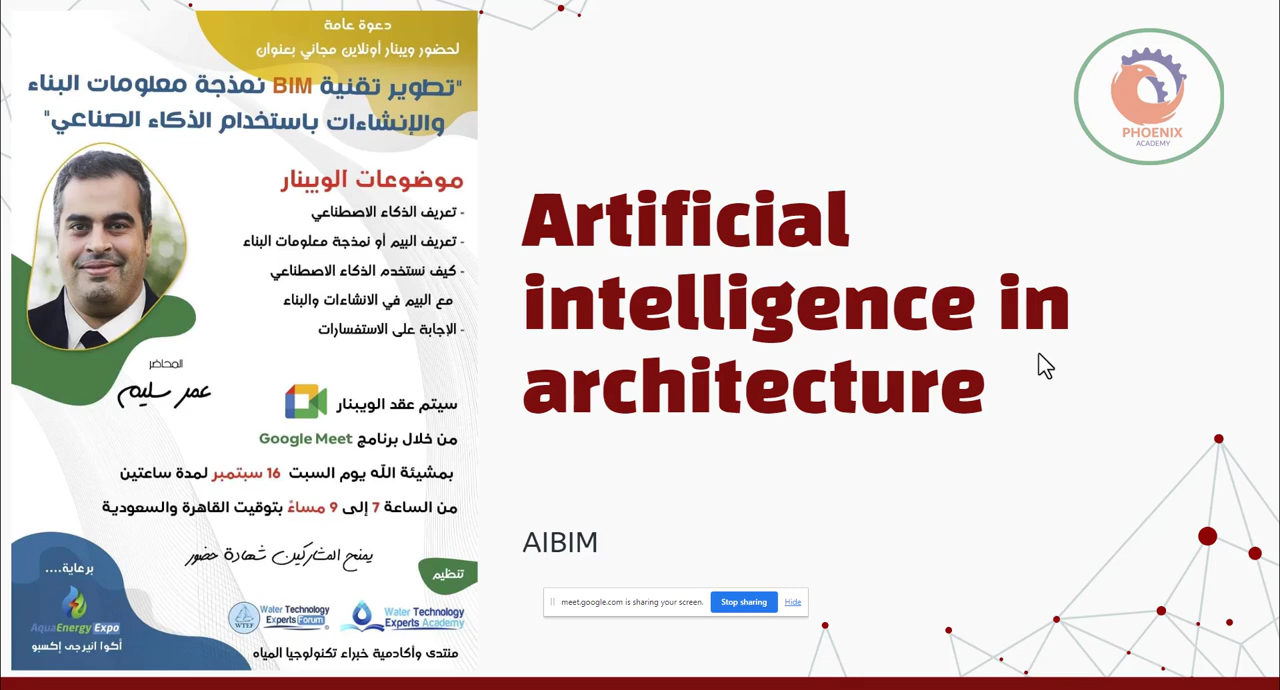 دعوة عامة
لحضور ويبنار أونلاين مجاني بعنوان
"تطوير تقنية BIM نمذجة معلومات البناء
والإنشاءات باستخدام الذكاء الصناعي"
موضوعات الويبنار
- تعريف الذكاء الاصطناعي
- تعريف البيم أو نمذجة معلومات البناء
- كيف نستخدم الذكاء الاصطناعي
مع البيم في الانشاءات والبناء
- الإجابة على الاستفسارات
المحاضر
عمر سليم
سيتم عقد الويبنار
من خلال برنامج Google Meet
بمشيئة الله يوم السبت 16 سبتمبر لمدة ساعتين
من الساعة 7 إلى 9 مساءً بتوقيت القاهرة والسعودية
يمنح المشاركين شهادة حضور
تنظيم
برعاية....
AquaEnergy Expo
أكوا انيرجى إكسبو
WTEF
Water Technology
Experts Forum
Water Technology
Experts Academy
منتدى وأكاديمية خبراء تكنولوجيا المياه
PHOENIX
ACADEMY
Artificial
intelligence in
architecture
AIBIM
meet.google.com is sharing your screen.
Stop sharing
Hide